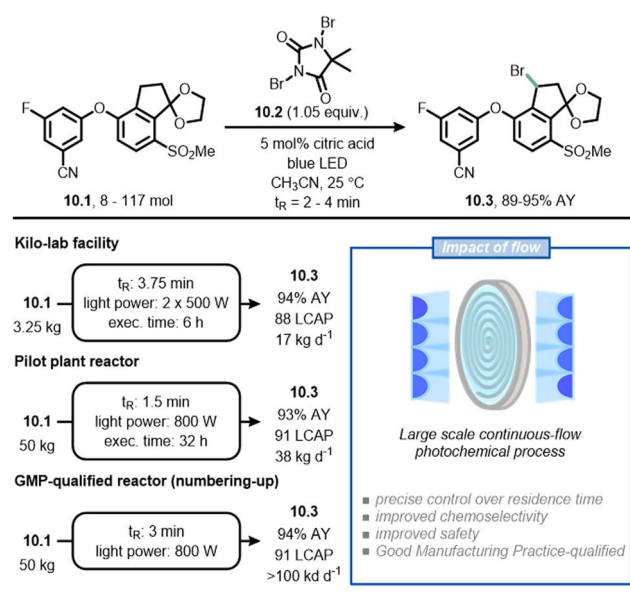 Br
O
N
N
Br
O
10.2 (1.05 equiv.)
5 mol% citric acid
blue LED
CH3CN, 25 °C
tR = 2 - 4 min
F
O
O
O
CN
SO2Me
10.1, 8 - 117 mol
Br
F
O
O
O
CN
SO2Me
10.3, 89-95% AY
Kilo-lab facility
10.1
3.25 kg
tR: 3.75 min
light power: 2 x 500 W
exec. time: 6 h
10.3
94% AY
88 LCAP
17 kg d-1
Pilot plant reactor
10.1
50 kg
tR: 1.5 min
light power: 800 W
exec. time: 32 h
10.3
93% AY
91 LCAP
38 kg d-1
GMP-qualified reactor (numbering-up)
10.1
50 kg
tR: 3 min
light power: 800 W
10.3
94% AY
91 LCAP
>100 kd d-1
Impact of flow
Large scale continuous-flow
photochemical process
precise control over residence time
improved chemoselectivity
improved safety
Good Manufacturing Practice-qualified